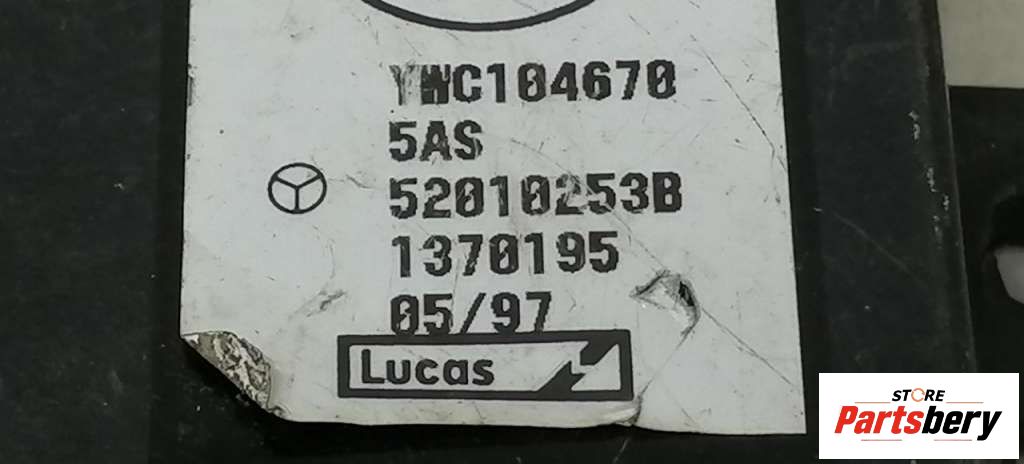 YWC104670
5AS
52010253B
1370195
05/97
Lucas
STORE
Partsbery